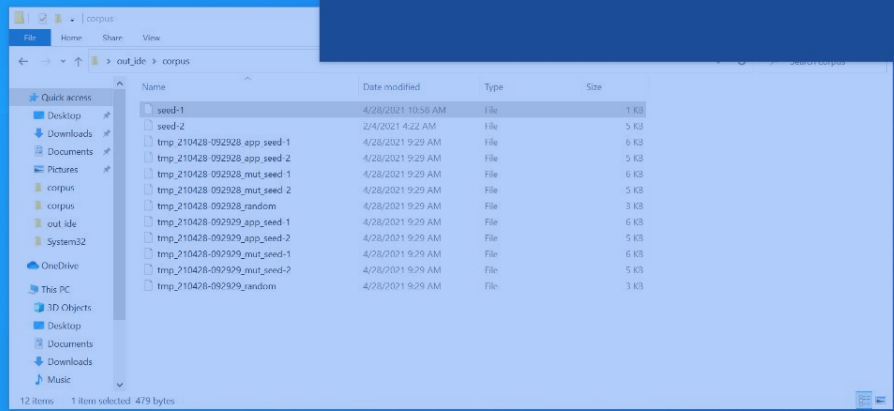 corpus
File Home Share View
out_ide > corpus
Search corpus
Name Date modified Type Size
Quick access
Desktop
Downloads
Documents
Pictures
corpus
corpus
out ide
System32
OneDrive
This PC
3D Objects
Desktop
Documents
Downloads
Music
seed-1 4/28/2021 10:58 AM File 1 KB
seed-2 2/4/2021 4:22 AM File 5 KB
tmp_210428-092928_app_seed-1 4/28/2021 9:29 AM File 6 KB
tmp_210428-092928_app_seed-2 4/28/2021 9:29 AM File 5 KB
tmp_210428-092928_mut_seed-1 4/28/2021 9:29 AM File 6 KB
tmp_210428-092928_mut_seed-2 4/28/2021 9:29 AM File 5 KB
tmp_210428-092928_random 4/28/2021 9:29 AM File 3 KB
tmp_210428-092929_app_seed-1 4/28/2021 9:29 AM File 6 KB
tmp_210428-092929_app_seed-2 4/28/2021 9:29 AM File 5 KB
tmp_210428-092929_mut_seed-1 4/28/2021 9:29 AM File 6 KB
tmp_210428-092929_mut_seed-2 4/28/2021 9:29 AM File 5 KB
tmp_210428-092929_random 4/28/2021 9:29 AM File 3 KB
12 items 1 item selected 479 bytes